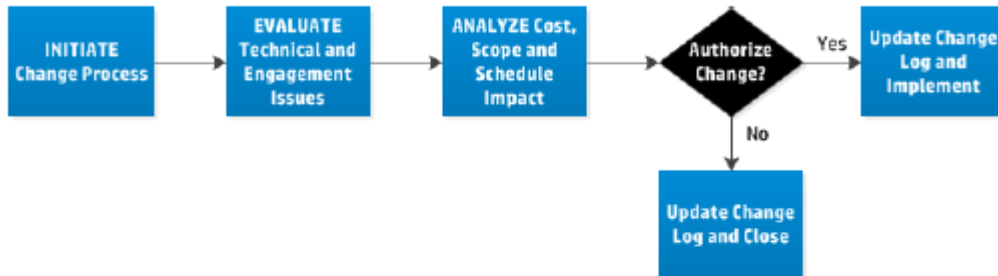 INITIATE
Change Process
EVALUATE
Technical and
Engagement
Issues
ANALYZE Cost,
Scope and
Schedule
Impact
Authorize
Change?
Yes
Update Change
Log and
Implement
No
Update Change
Log and Close